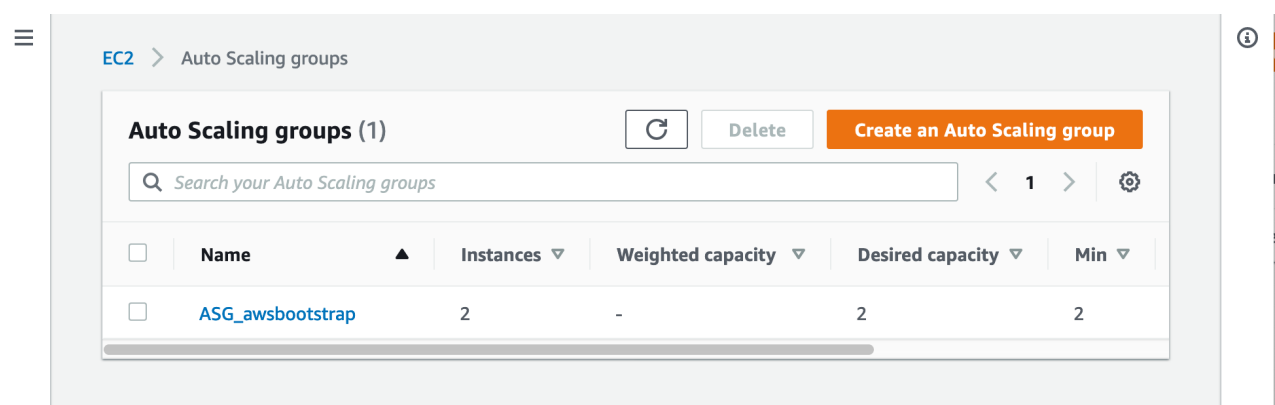 EC2 > Auto Scaling groups
Auto Scaling groups (1)
Delete
Create an Auto Scaling group
Search your Auto Scaling groups
1
Name Instances Weighted capacity Desired capacity Min
ASG_awsbootstrap 2 - 2 2